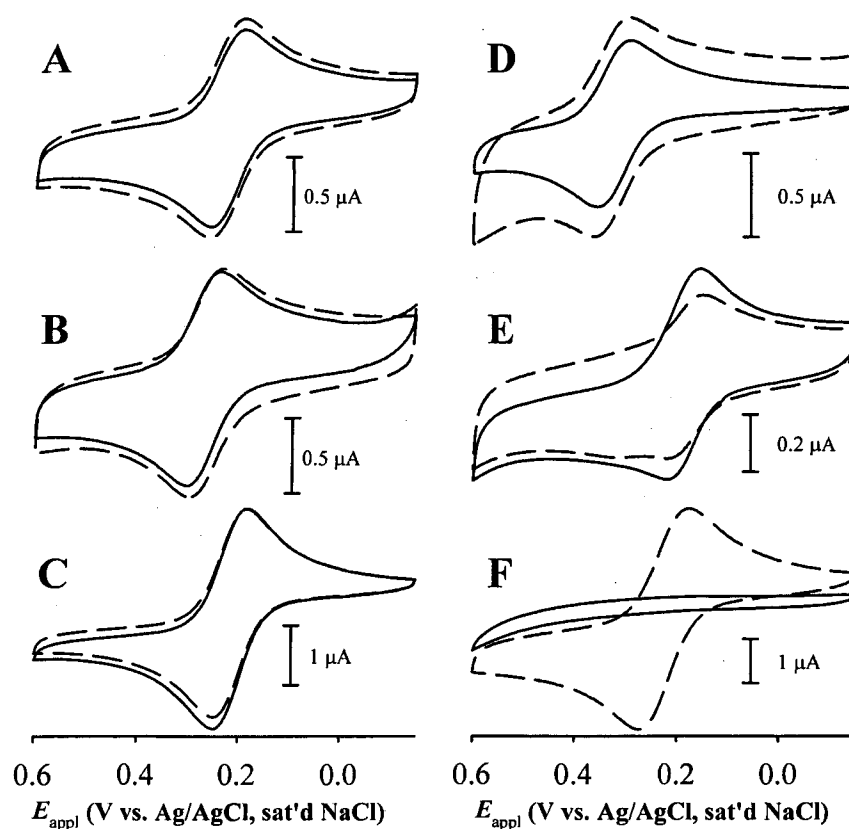 A
D
0.5 μA
0.5 μA
B
E
0.5 μA
0.2 μA
C
F
1 μA
1 μA
0.6 0.4 0.2 0.0 0.6 0.4 0.2 0.0
E_appl (V vs. Ag/AgCl, sat'd NaCl) E_appl (V vs. Ag/AgCl, sat'd NaCl)